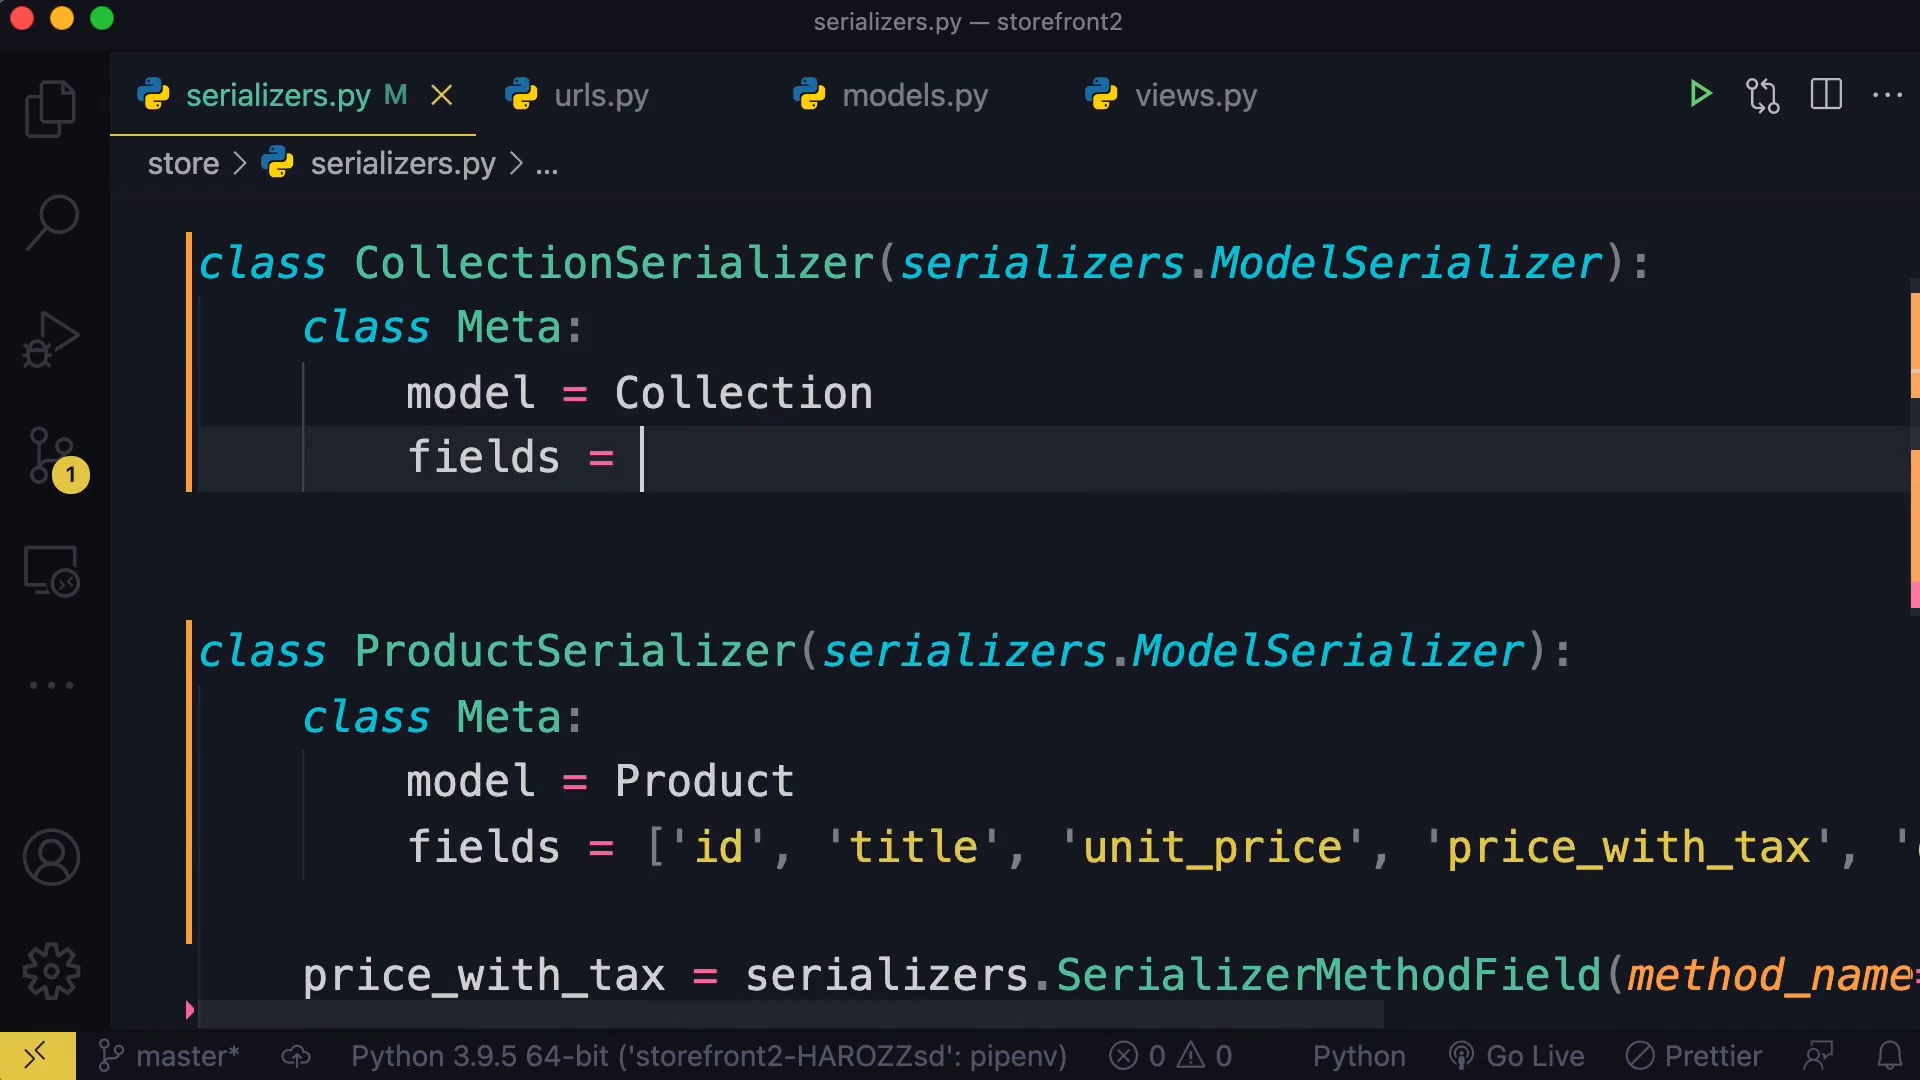 serializers.py — storefront2
serializers.py M urls.py models.py views.py
store > serializers.py > ...
class CollectionSerializer(serializers.ModelSerializer):
class Meta:
model = Collection
fields =
1
class ProductSerializer(serializers.ModelSerializer):
class Meta:
model = Product
fields = ['id', 'title', 'unit_price', 'price_with_tax', '
price_with_tax = serializers.SerializerMethodField(method_name=
master* Python 3.9.5 64-bit ('storefront2-HAROZZsd': pipenv) 0 0 Python Go Live Prettier